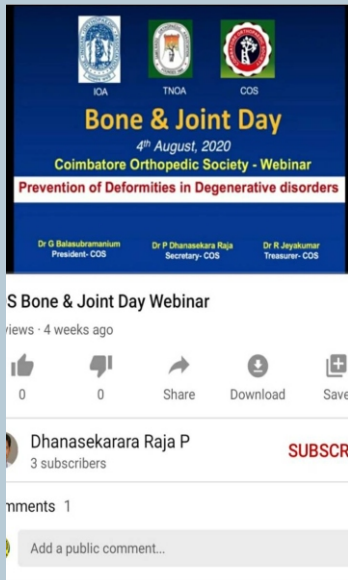 IOA
TNOA
COS
Bone & Joint Day
4th August, 2020
Coimbatore Orthopedic Society - Webinar
Prevention of Deformities in Degenerative disorders
Dr G Balasubramanium Dr P Dhanasekara Raja Dr R Jeyakumar
President- COS Secretary- COS Treasurer- COS
S Bone & Joint Day Webinar
views · 4 weeks ago
0 0 Share Download Save
Dhanasekarara Raja P
SUBSCR
3 subscribers
mments 1
Add a public comment...